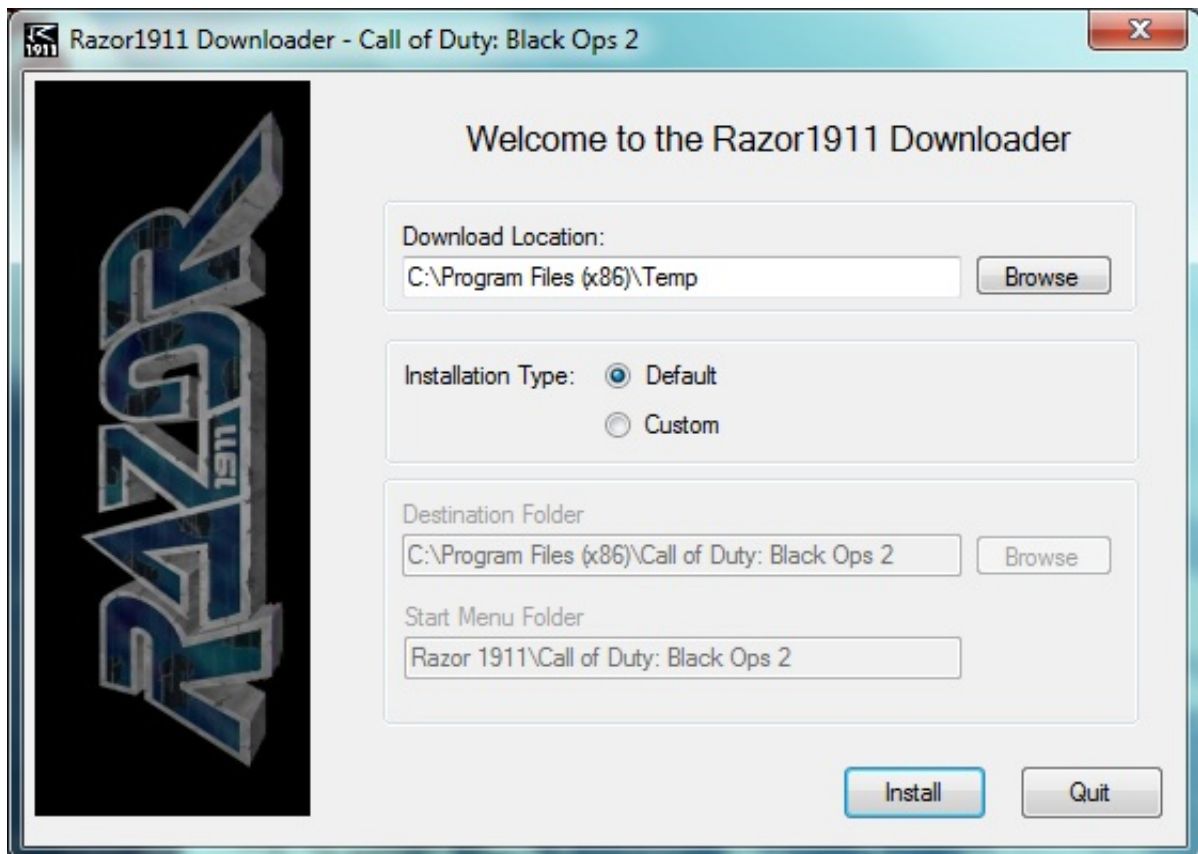 1911
Razor1911 Downloader - Call of Duty: Black Ops 2
RAZOR
1911
Welcome to the Razor1911 Downloader
Download Location:
C:\Program Files (x86)\Temp
Browse
Installation Type:
Default
Custom
Destination Folder
C:\Program Files (x86)\Call of Duty: Black Ops 2
Browse
Start Menu Folder
Razor 1911\Call of Duty: Black Ops 2
Install
Quit